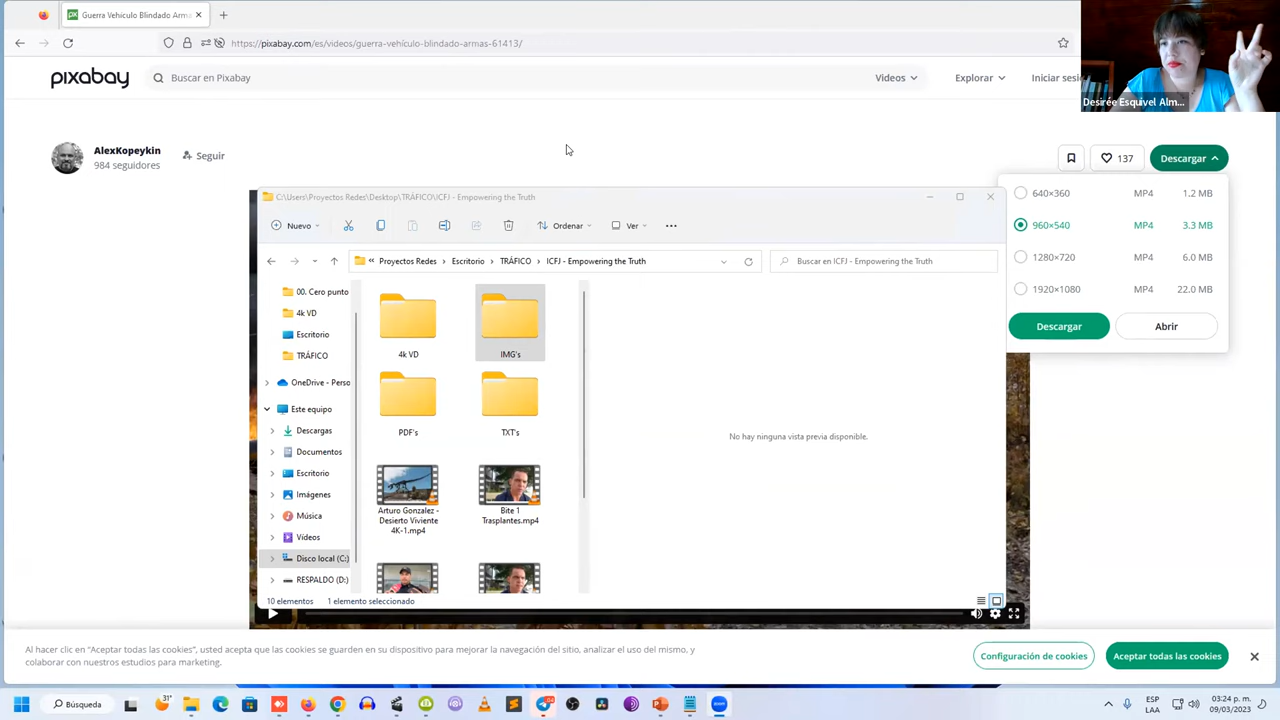 Guerra Vehiculo Blindado Arma
https://pixabay.com/es/videos/guerra-vehículo-blindado-armas-61413/
pixabay
Buscar en Pixabay
Videos
Explorar
Iniciar sesi
Desirée Esquivel Alm...
AlexKopeykin
984 seguidores
Seguir
137
Descargar
640×360 MP4 1.2 MB
960×540 MP4 3.3 MB
1280×720 MP4 6.0 MB
1920×1080 MP4 22.0 MB
Descargar
Abrir
C:\Users\Proyectos Redes\Desktop\TRÁFICO\ICFJ - Empowering the Truth
Nuevo
Ordenar
Ver
Proyectos Redes > Escritorio > TRÁFICO > ICFJ - Empowering the Truth
Buscar en ICFJ - Empowering the Truth
00. Cero punto
4k VD
Escritorio
TRÁFICO
OneDrive - Perso
Este equipo
Descargas
Documentos
Escritorio
Imágenes
Música
Vídeos
Disco local (C:)
RESPALDO (D:)
4k VD
IMG's
PDF's
TXT's
Arturo Gonzalez -
Desierto Viviente
4K-1.mp4
Bite 1
Trasplantes.mp4
No hay ninguna vista previa disponible.
10 elementos
1 elemento seleccionado
Al hacer clic en “Aceptar todas las cookies”, usted acepta que las cookies se guarden en su dispositivo para mejorar la navegación del sitio, analizar el uso del mismo, y
colaborar con nuestros estudios para marketing.
Configuración de cookies
Aceptar todas las cookies
Búsqueda
31°
ESP
LAA
03:24 p. m.
09/03/2023